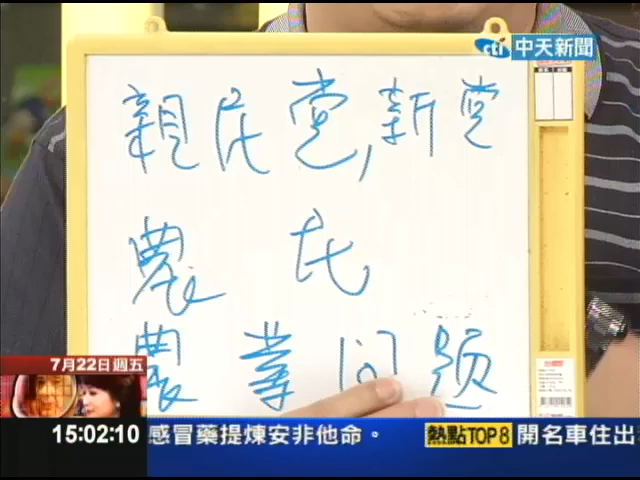 cti 中天新聞
親民党,新党
農
農業问题
7月22日週五
15:02:10 感冒藥提煉安非他命。 熱點TOP8 開名車住出